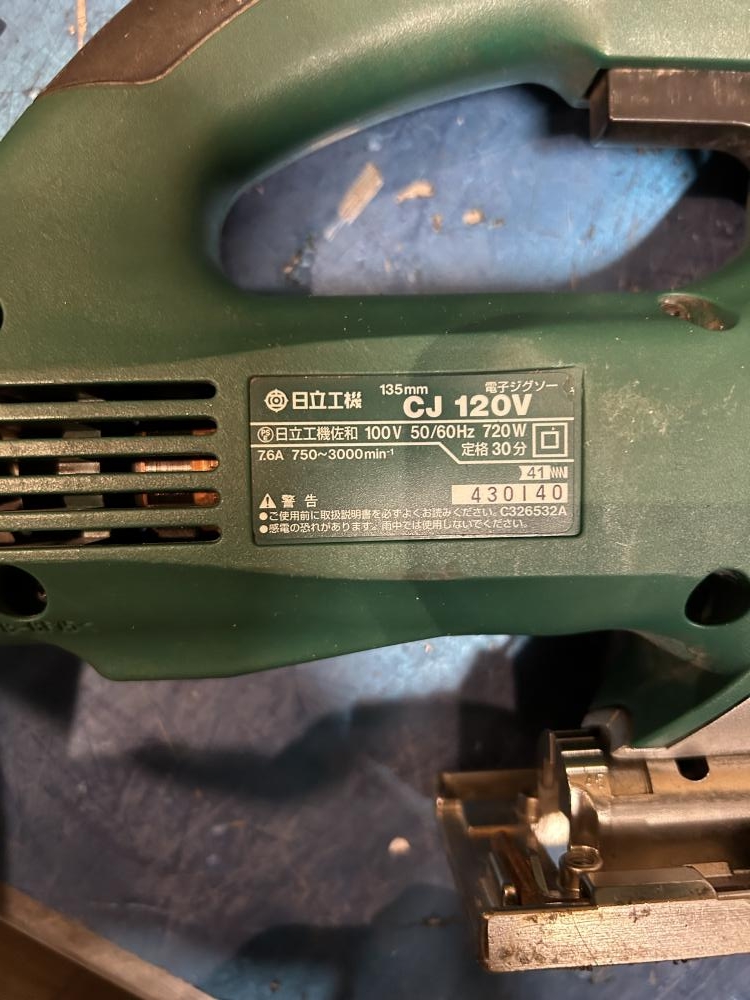 日立工機 135mm 電子ジグソー
CJ 120V
日立工機佐和 100V 50/60Hz 720W
7.6A 750~3000min-1 定格 30分
41
430140
警告
●ご使用前に取扱説明書を必ずよくお読みください。C326532A
●感電の恐れがあります。雨中では使用しないでください。